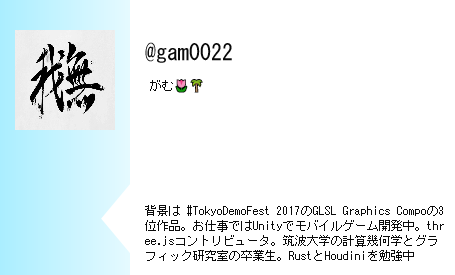 我無
@gam0022
がむ🌷🌴
背景は #TokyoDemoFest 2017のGLSL Graphics Compoの3
位作品。お仕事ではUnityでモバイルゲーム開発中。thr
ee.jsコントリビュータ。筑波大学の計算幾何学とグラ
フィック研究室の卒業生。RustとHoudiniを勉強中